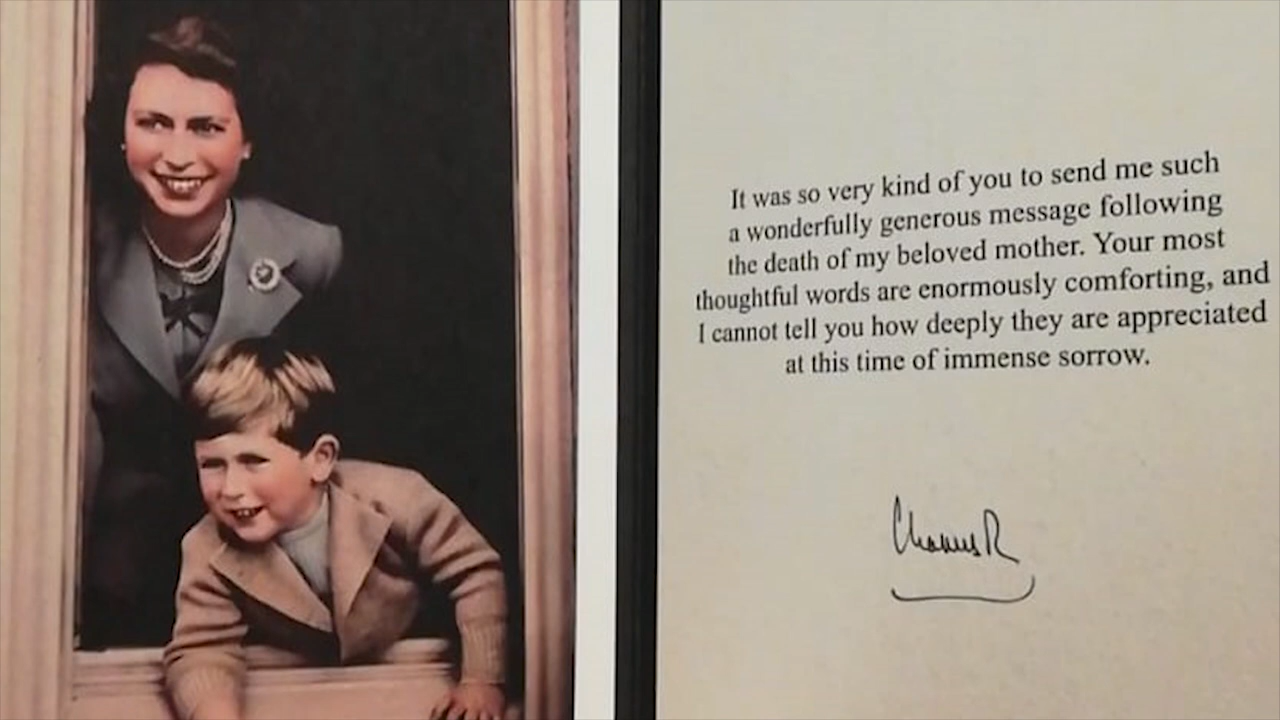 It was so very kind of you to send me such
a wonderfully generous message following
the death of my beloved mother. Your most
thoughtful words are enormously comforting, and
I cannot tell you how deeply they are appreciated
at this time of immense sorrow.
Charles R